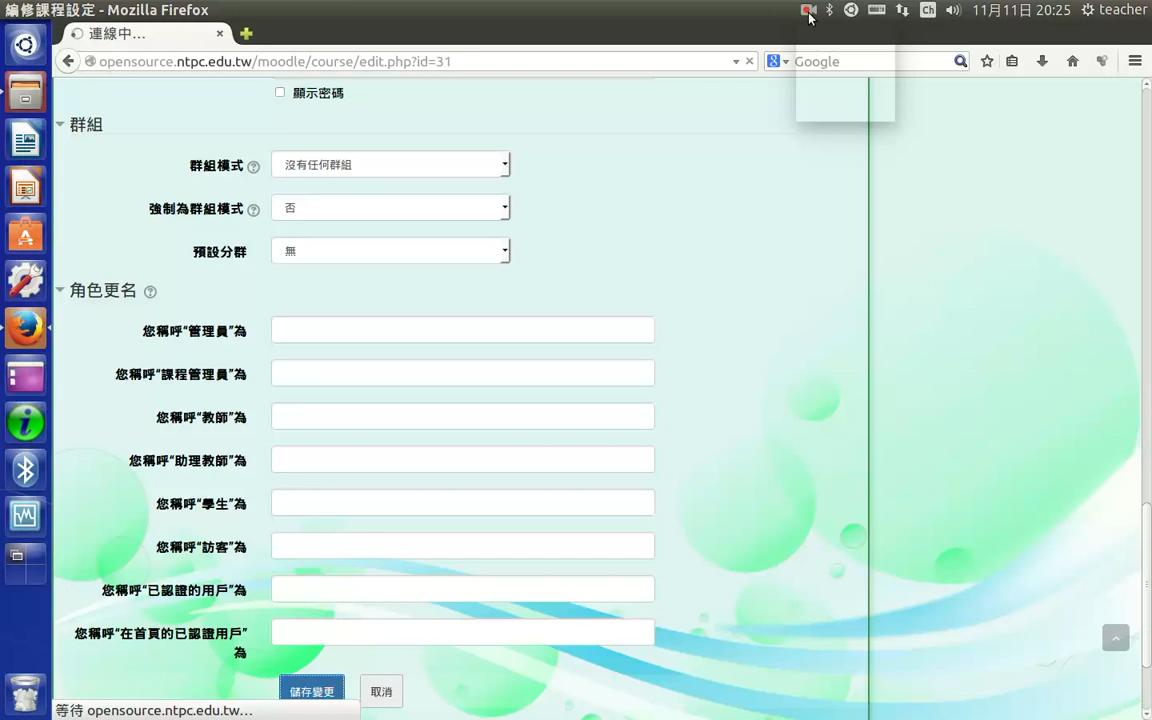 編修課程設定 - Mozilla Firefox
Ch
11月11日 20:25
teacher
連線中...
opensource.ntpc.edu.tw/moodle/course/edit.php?id=31
Google
顯示密碼
群組
群組模式
沒有任何群組
強制為群組模式
否
預設分群
無
角色更名
您稱呼“管理員”為
您稱呼“課程管理員”為
您稱呼“教師”為
您稱呼“助理教師”為
您稱呼“學生”為
您稱呼“訪客”為
您稱呼“已認證的用戶”為
您稱呼“在首頁的已認證用戶”
為
儲存變更
取消
等待 opensource.ntpc.edu.tw...